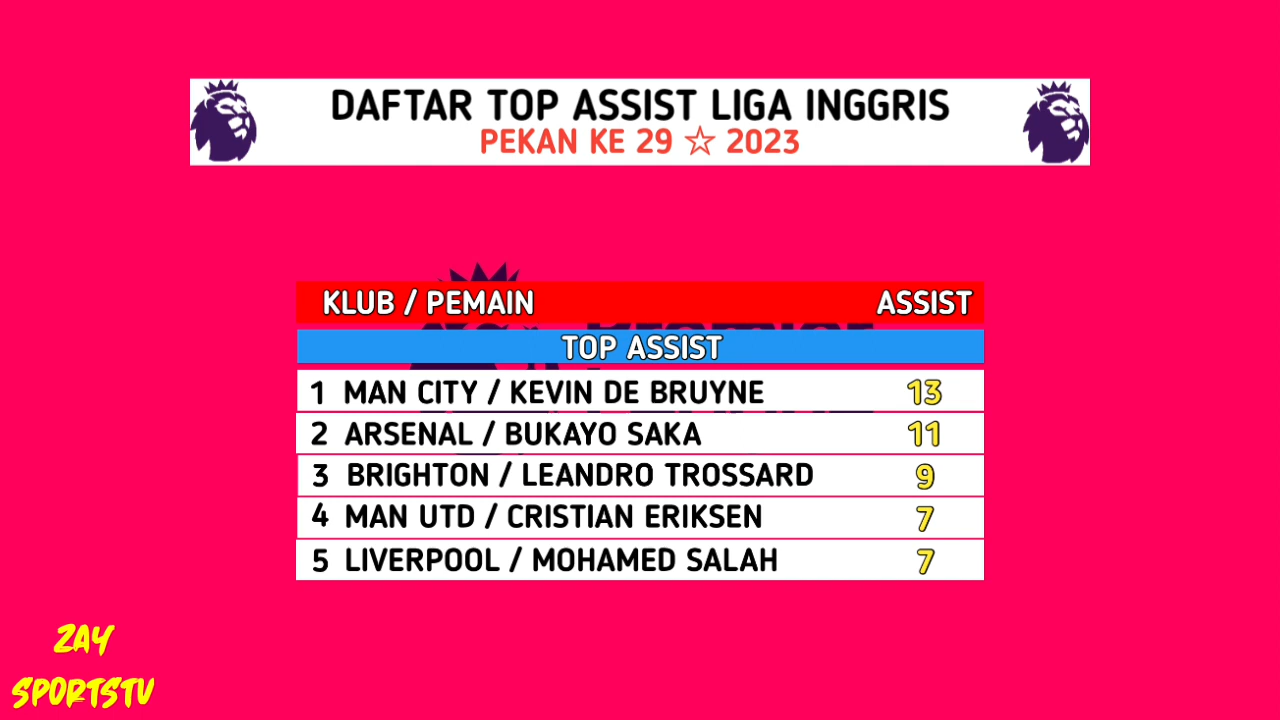 DAFTAR TOP ASSIST LIGA INGGRIS
PEKAN KE 29 ☆ 2023
KLUB / PEMAIN ASSIST
TOP ASSIST
1 MAN CITY / KEVIN DE BRUYNE 13
2 ARSENAL / BUKAYO SAKA 11
3 BRIGHTON / LEANDRO TROSSARD 9
4 MAN UTD / CRISTIAN ERIKSEN 7
5 LIVERPOOL / MOHAMED SALAH 7
ZAY
SPORTSTV